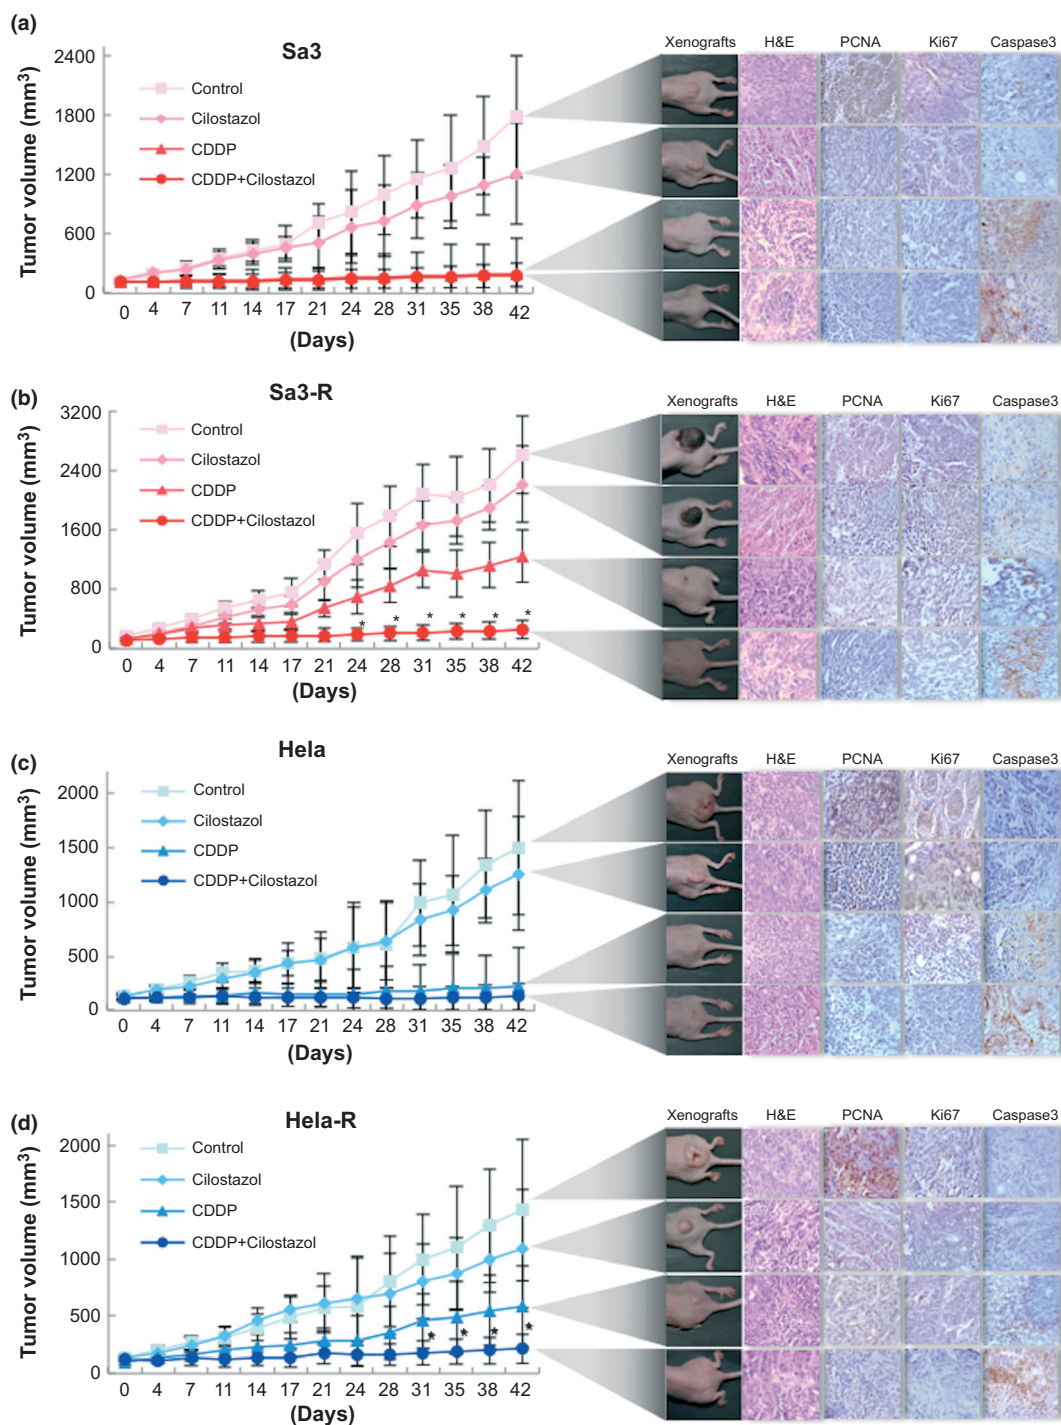 (a)
Sa3
Xenografts H&E PCNA Ki67 Caspase3
Tumor volume (mm³)
2400
1800
1200
600
0
Control
Cilostazol
CDDP
CDDP+Cilostazol
0 4 7 11 14 17 21 24 28 31 35 38 42
(Days)
(b)
Sa3-R
Xenografts H&E PCNA Ki67 Caspase3
Tumor volume (mm³)
3200
2400
1600
800
0
Control
Cilostazol
CDDP
CDDP+Cilostazol
* * * * * *
0 4 7 11 14 17 21 24 28 31 35 38 42
(Days)
(c)
Hela
Xenografts H&E PCNA Ki67 Caspase3
Tumor volume (mm³)
2000
1500
1000
500
0
Control
Cilostazol
CDDP
CDDP+Cilostazol
0 4 7 11 14 17 21 24 28 31 35 38 42
(Days)
(d)
Hela-R
Xenografts H&E PCNA Ki67 Caspase3
Tumor volume (mm³)
2000
1500
1000
500
0
Control
Cilostazol
CDDP
CDDP+Cilostazol
* * * *
0 4 7 11 14 17 21 24 28 31 35 38 42
(Days)